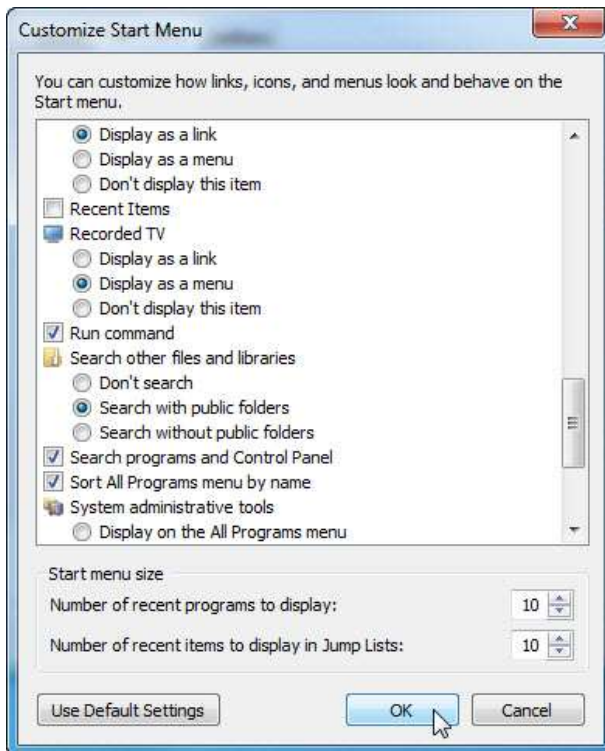 Customize Start Menu
You can customize how links, icons, and menus look and behave on the
Start menu.
Display as a link
Display as a menu
Don't display this item
Recent Items
Recorded TV
Display as a link
Display as a menu
Don't display this item
Run command
Search other files and libraries
Don't search
Search with public folders
Search without public folders
Search programs and Control Panel
Sort All Programs menu by name
System administrative tools
Display on the All Programs menu
Start menu size
Number of recent programs to display: 10
Number of recent items to display in Jump Lists: 10
Use Default Settings OK Cancel